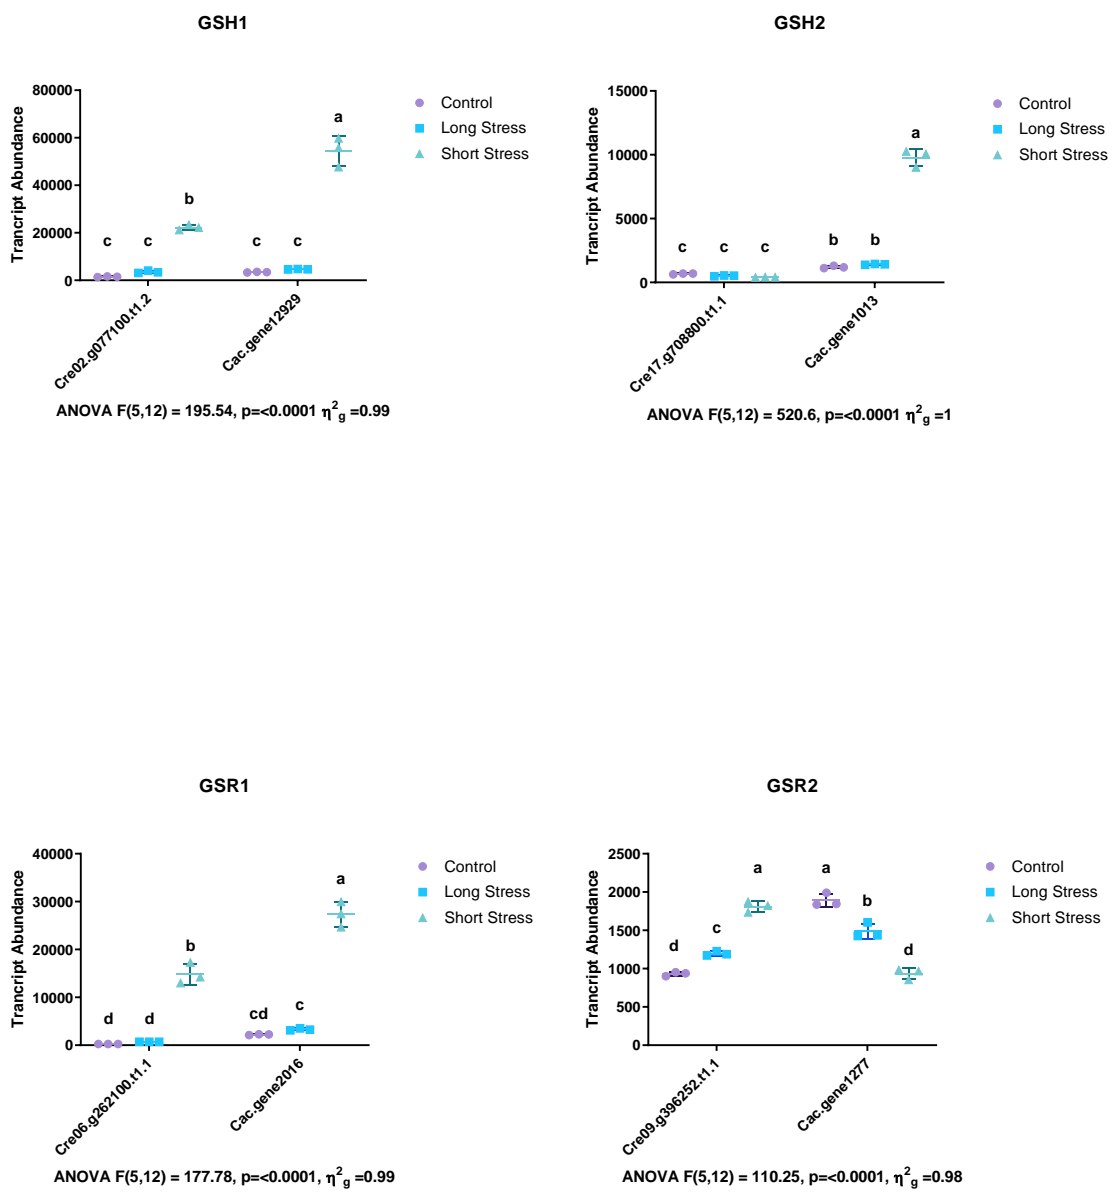 GSH1
80000
60000
40000
20000
0
Trancript Abundance
c
c
b
c
c
a
Cre02.g077100.t1.2
Cac.gene12929
Control
Long Stress
Short Stress
ANOVA F(5,12) = 195.54, p=<0.0001 η²g =0.99
GSH2
15000
10000
5000
0
Trancript Abundance
c
c
c
b
b
a
Cre17.g708800.t1.1
Cac.gene1013
Control
Long Stress
Short Stress
ANOVA F(5,12) = 520.6, p=<0.0001 η²g =1
GSR1
40000
30000
20000
10000
0
Trancript Abundance
d
d
b
cd
c
a
Cre06.g262100.t1.1
Cac.gene2016
Control
Long Stress
Short Stress
ANOVA F(5,12) = 177.78, p=<0.0001, η²g =0.99
GSR2
2500
2000
1500
1000
500
0
Trancript Abundance
d
c
a
a
b
d
Cre09.g396252.t1.1
Cac.gene1277
Control
Long Stress
Short Stress
ANOVA F(5,12) = 110.25, p=<0.0001, η²g =0.98